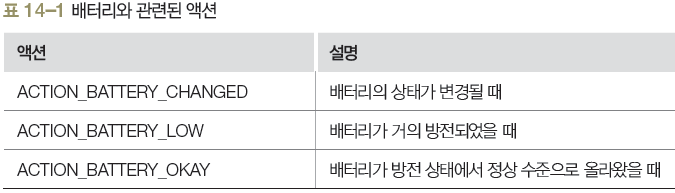 표 14-1 배터리와 관련된 액션
액션 설명
ACTION_BATTERY_CHANGED 배터리의 상태가 변경될 때
ACTION_BATTERY_LOW 배터리가 거의 방전되었을 때
ACTION_BATTERY_OKAY 배터리가 방전 상태에서 정상 수준으로 올라왔을 때